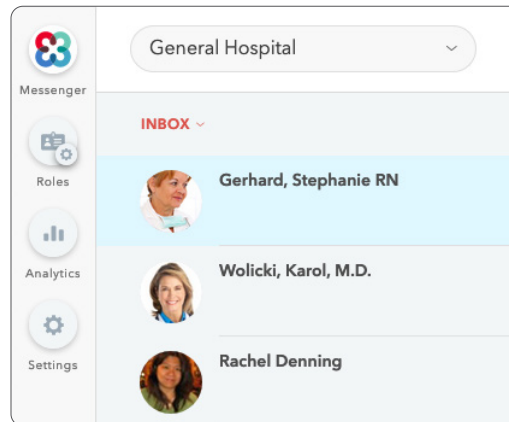 Messenger
Roles
Analytics
Settings
General Hospital
INBOX
Gerhard, Stephanie RN
Wolicki, Karol, M.D.
Rachel Denning